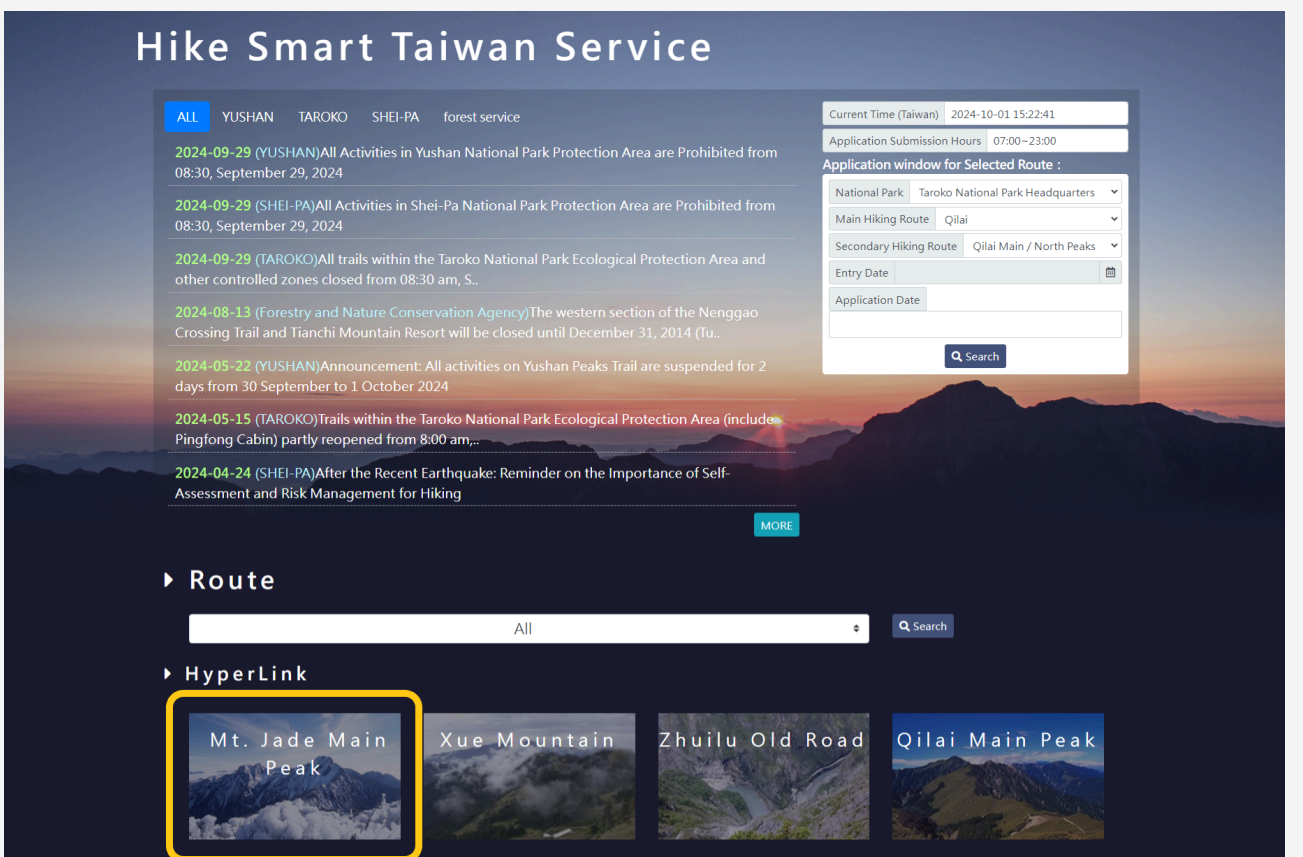 Hike Smart Taiwan Service
ALL YUSHAN TAROKO SHEI-PA forest service
2024-09-29 (YUSHAN)All Activities in Yushan National Park Protection Area are Prohibited from
08:30, September 29, 2024
2024-09-29 (SHEI-PA)All Activities in Shei-Pa National Park Protection Area are Prohibited from
08:30, September 29, 2024
2024-09-29 (TAROKO)All trails within the Taroko National Park Ecological Protection Area and
other controlled zones closed from 08:30 am, S..
2024-08-13 (Forestry and Nature Conservation Agency)The western section of the Nenggao
Crossing Trail and Tianchi Mountain Resort will be closed until December 31, 2014 (Tu..
2024-05-22 (YUSHAN)Announcement: All activities on Yushan Peaks Trail are suspended for 2
days from 30 September to 1 October 2024
2024-05-15 (TAROKO)Trails within the Taroko National Park Ecological Protection Area (include
Pingfong Cabin) partly reopened from 8:00 am,..
2024-04-24 (SHEI-PA)After the Recent Earthquake: Reminder on the Importance of Self-
Assessment and Risk Management for Hiking
MORE
Current Time (Taiwan) 2024-10-01 15:22:41
Application Submission Hours 07:00~23:00
Application window for Selected Route :
National Park Taroko National Park Headquarters
Main Hiking Route Qilai
Secondary Hiking Route Qilai Main / North Peaks
Entry Date
Application Date
Search
Route
All
Search
HyperLink
Mt. Jade Main
Peak
Xue Mountain
Zhuilu Old Road
Qilai Main Peak